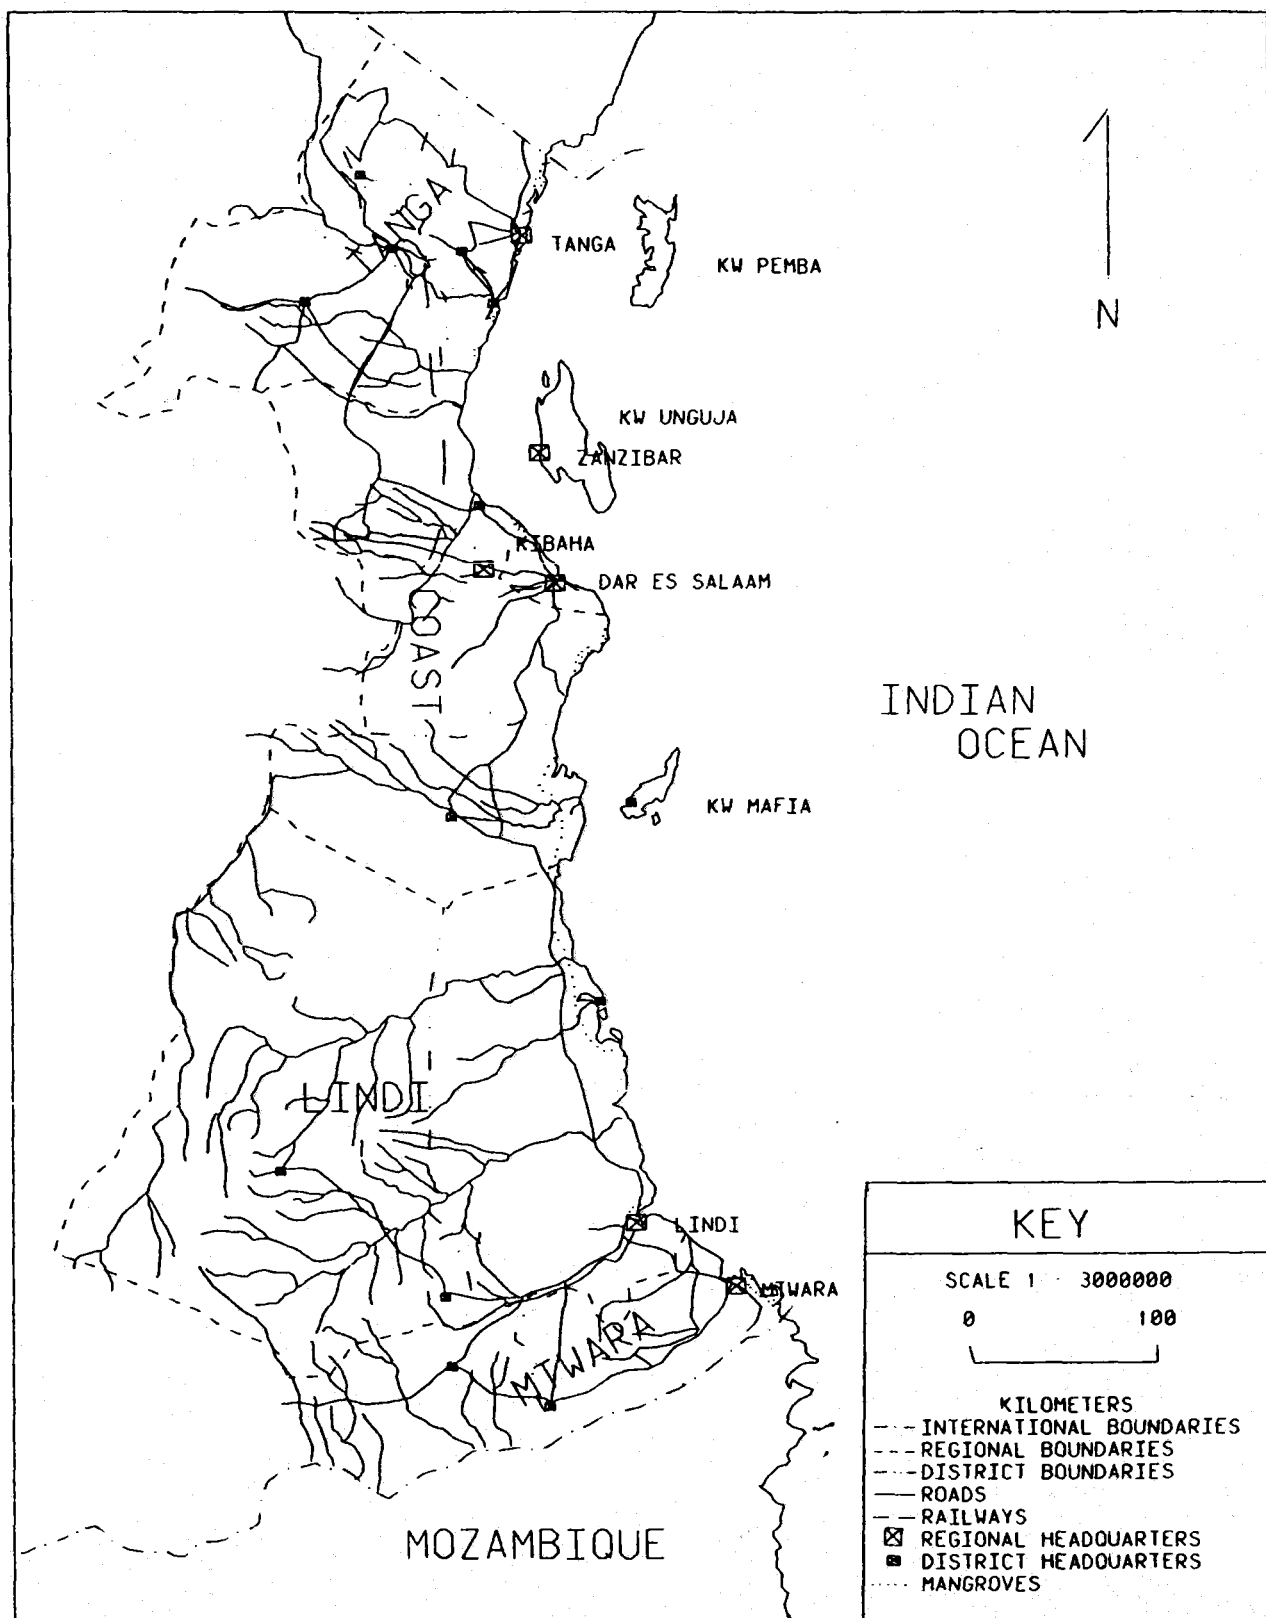 NGA
TANGA
KW PEMBA
N
KW UNGUJA
ZANZIBAR
KIBAHA
DAR ES SALAAM
COAST
INDIAN
OCEAN
KW MAFIA
LINDI
LINDI
MTWARA
MTWARA
MOZAMBIQUE
KEY
SCALE 1 : 3000000
0 100
KILOMETERS
INTERNATIONAL BOUNDARIES
REGIONAL BOUNDARIES
DISTRICT BOUNDARIES
ROADS
RAILWAYS
REGIONAL HEADQUARTERS
DISTRICT HEADQUARTERS
MANGROVES